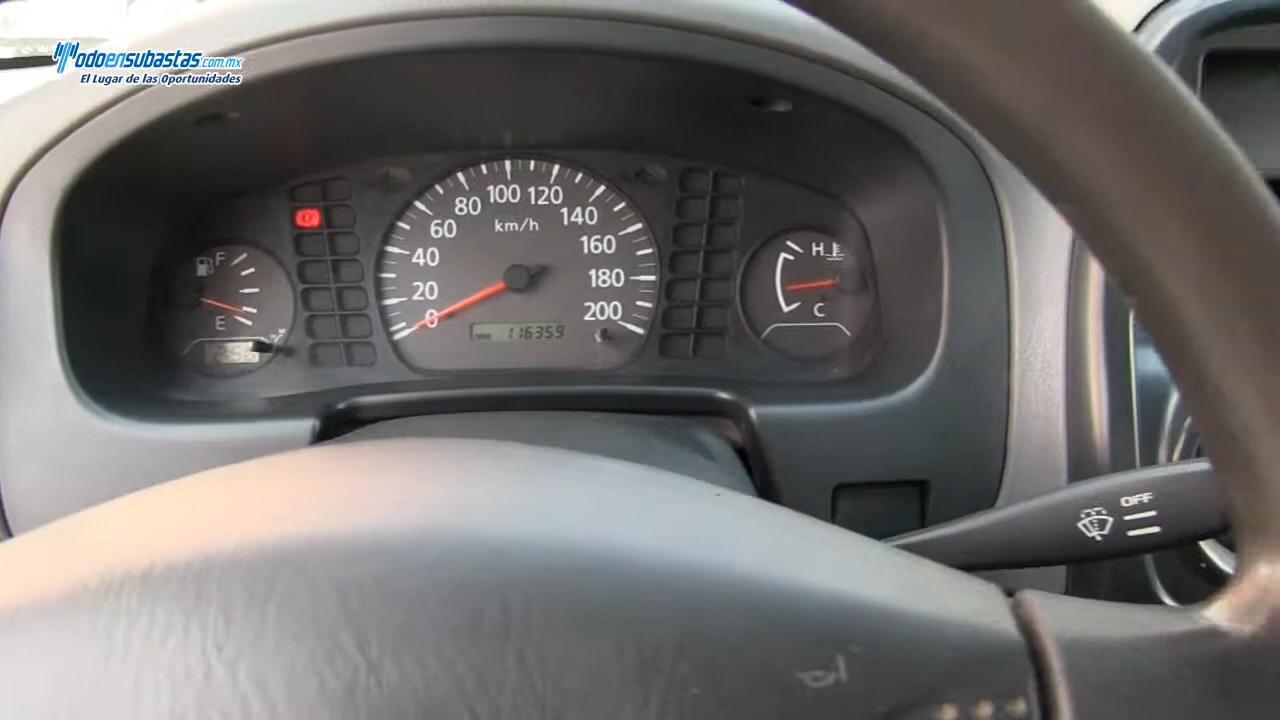 Todoensubastas.com.mx
El Lugar de las Oportunidades
F
E
0
20
40
60
80
100
120
140
160
180
200
km/h
116359
H
C
OFF